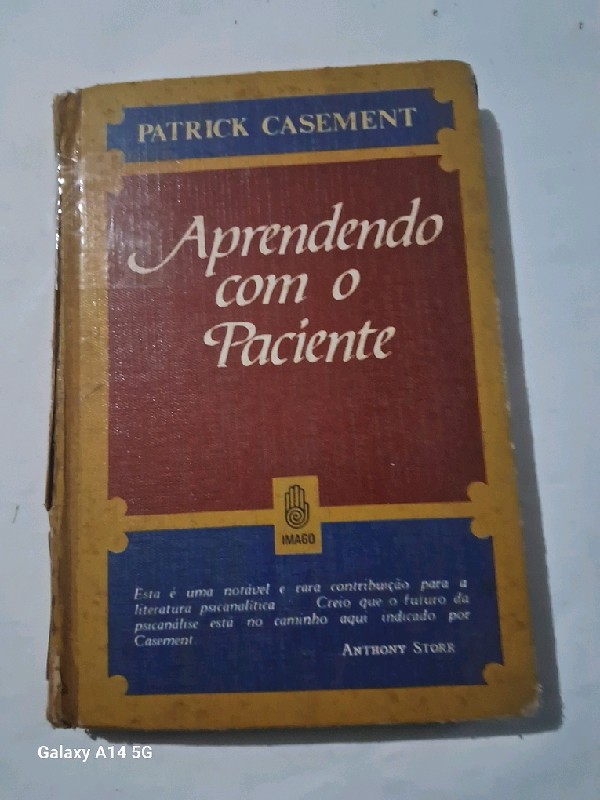 PATRICK CASEMENT
Aprendendo
com o
Paciente
IMAGO
Esta é uma notável e rara contribuição para a
literatura psicanalítica ..... Creio que o futuro da
psicanálise está no caminho aqui indicado por
Casement.
ANTHONY STORR
Galaxy A14 5G